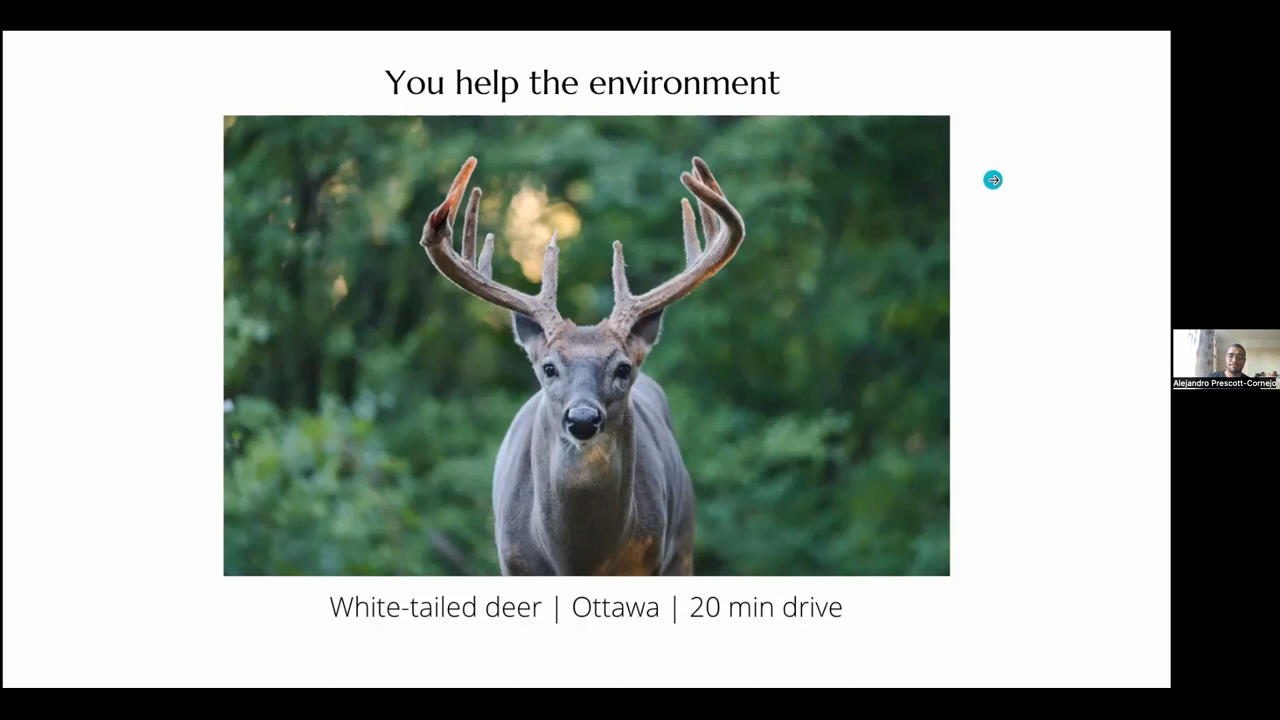 You help the environment
White-tailed deer | Ottawa | 20 min drive
Alejandro Prescott-Cornejo